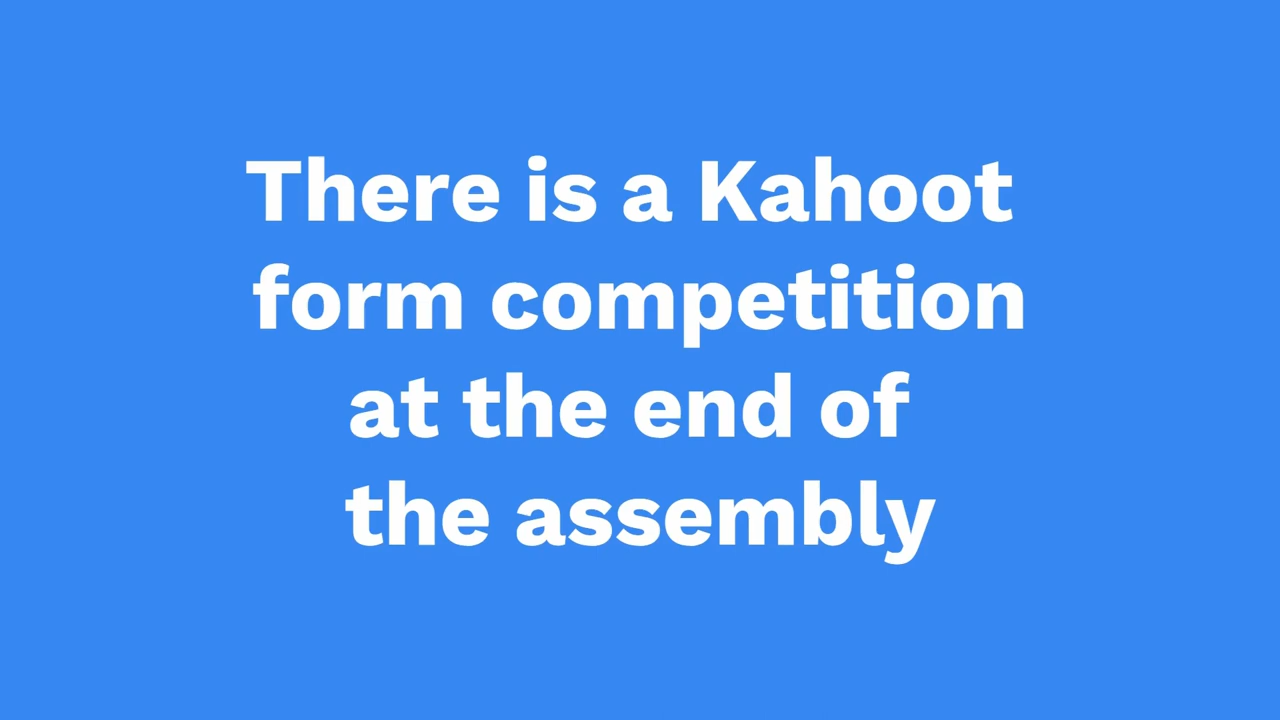 There is a Kahoot
form competition
at the end of
the assembly